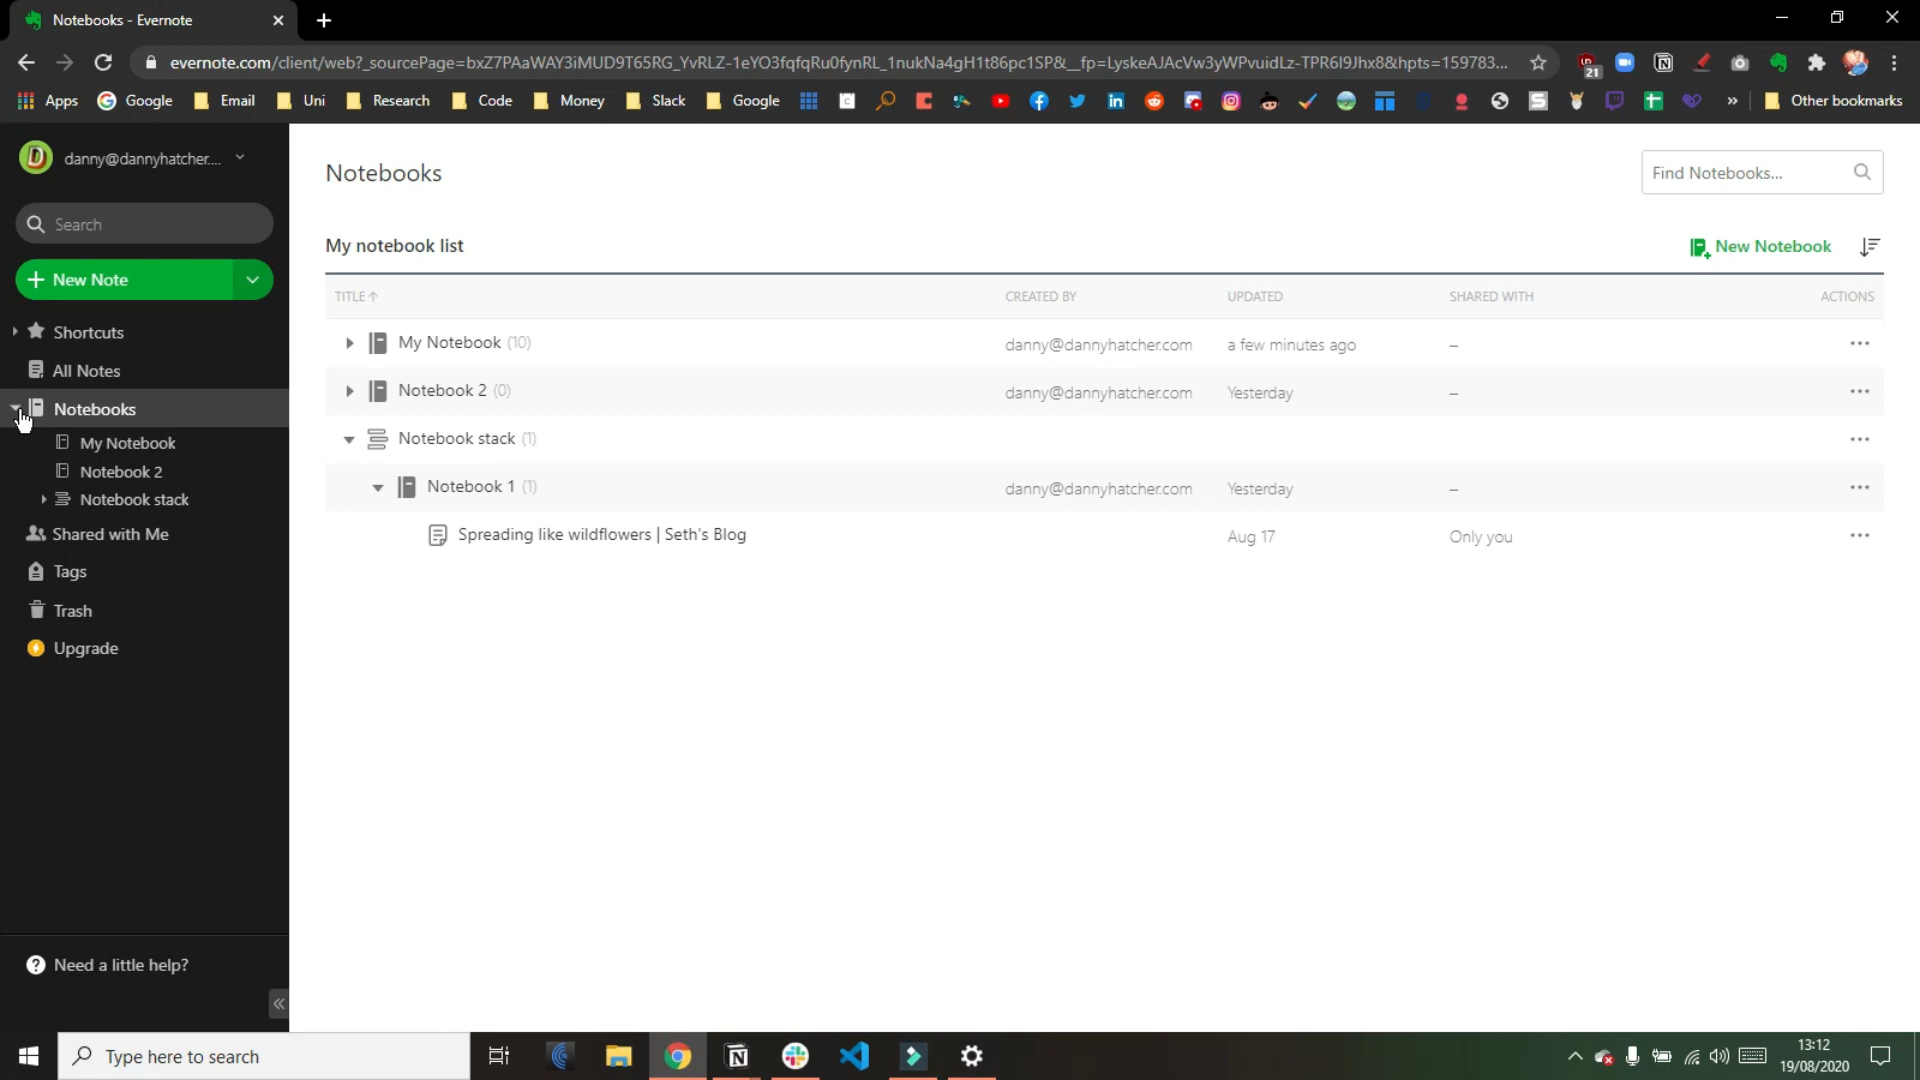 Notebooks - Evernote
evernote.com/client/web?_sourcePage=bxZ7PAaWAY3iMUD9T65RG_YvRLZ-1eYO3fqfqRu0fynRL_1nukNa4gH1t86pc1SP&__fp=LyskeAJAcVw3yWPvuidLz-TPR6I9Jhx8&hpts=159783...
21
Apps Google Email Uni Research Code Money Slack Google » Other bookmarks
danny@dannyhatcher....
Search
New Note
Shortcuts
All Notes
Notebooks
My Notebook
Notebook 2
Notebook stack
Shared with Me
Tags
Trash
Upgrade
Need a little help?
Notebooks
Find Notebooks...
My notebook list
New Notebook
TITLE CREATED BY UPDATED SHARED WITH ACTIONS
My Notebook (10) danny@dannyhatcher.com a few minutes ago – ...
Notebook 2 (0) danny@dannyhatcher.com Yesterday – ...
Notebook stack (1) ...
Notebook 1 (1) danny@dannyhatcher.com Yesterday – ...
Spreading like wildflowers | Seth's Blog Aug 17 Only you ...
Type here to search
13:12
19/08/2020